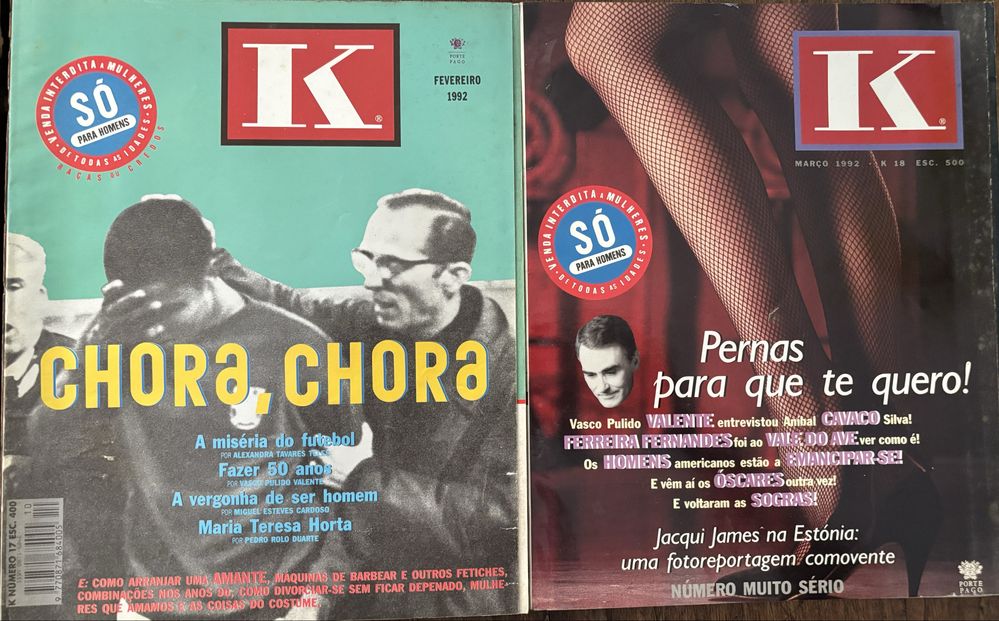 K
PORTE
PAGO
FEVEREIRO
1992
VENDA INTERDITA A MULHERES
SÓ
PARA HOMENS
DE TODAS AS IDADES
RAÇAS OU CREDOS
CHORA, CHORA
A miséria do futebol
POR ALEXANDRA TAVARES
Fazer 50 anos
POR VASCO PULIDO VALENTE
A vergonha de ser homem
POR MIGUEL ESTEVES CARDOSO
Maria Teresa Horta
POR PEDRO ROLO DUARTE
E: COMO ARRANJAR UMA AMANTE, MAQUINAS DE BARBEAR E OUTROS FETICHES,
COMBINAÇÕES NOS ANOS COMO DIVORCIAR-SE SEM FICAR DEPENADO, MULHE-
RES QUE AMAMOS E AS COISAS DO COSTUME.
K NÚMERO 17 ESC. 400
10
K
MARÇO 1992 · K 18 ESC. 500
VENDA INTERDITA A MULHERES
SÓ
PARA HOMENS
DE TODAS AS IDADES
Pernas
para que te quero!
Vasco Pulido VALENTE entrevistou Aníbal CAVACO Silva!
FERREIRA FERNANDES foi ao VALE DO AVE ver como é!
Os HOMENS americanos estão a EMANCIPAR-SE!
E vêm aí os ÓSCARES outra vez!
E voltaram as SOGRAS!
Jacqui James na Estónia:
uma fotoreportagem comovente
NÚMERO MUITO SÉRIO
PORTE
PAGO